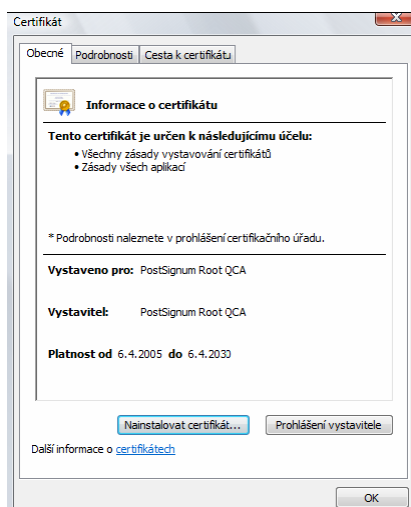 Certifikát
Obecné Podrobnosti Cesta k certifikátu
Informace o certifikátu
Tento certifikát je určen k následujícímu účelu:
• Všechny zásady vystavování certifikátů
• Zásady všech aplikací
* Podrobnosti naleznete v prohlášení certifikačního úřadu.
Vystaveno pro: PostSignum Root QCA
Vystavitel: PostSignum Root QCA
Platnost od 6.4.2005 do 6.4.2030
Nainstalovat certifikát... Prohlášení vystavitele
Další informace o certifikátech
OK